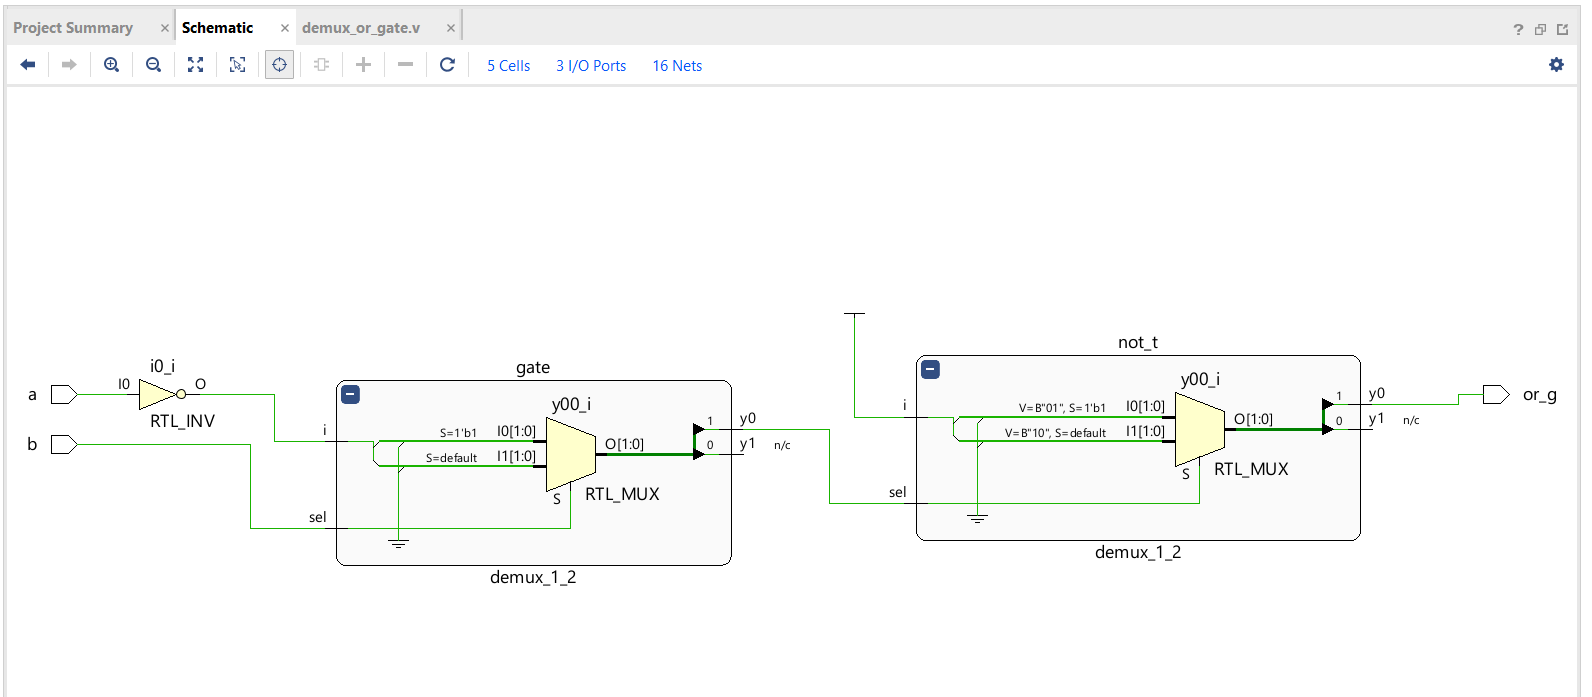 Project Summary × Schematic × demux_or_gate.v ×
?
5 Cells 3 I/O Ports 16 Nets
a
b
i0_i
I0 O
RTL_INV
gate
i
sel
y00_i
S=1'b1 I0[1:0]
S=default I1[1:0]
O[1:0]
S
RTL_MUX
1 y0
0 y1 n/c
demux_1_2
not_t
i
sel
y00_i
V=B"01", S=1'b1 I0[1:0]
V=B"10", S=default I1[1:0]
O[1:0]
S
RTL_MUX
1 y0
0 y1 n/c
demux_1_2
or_g